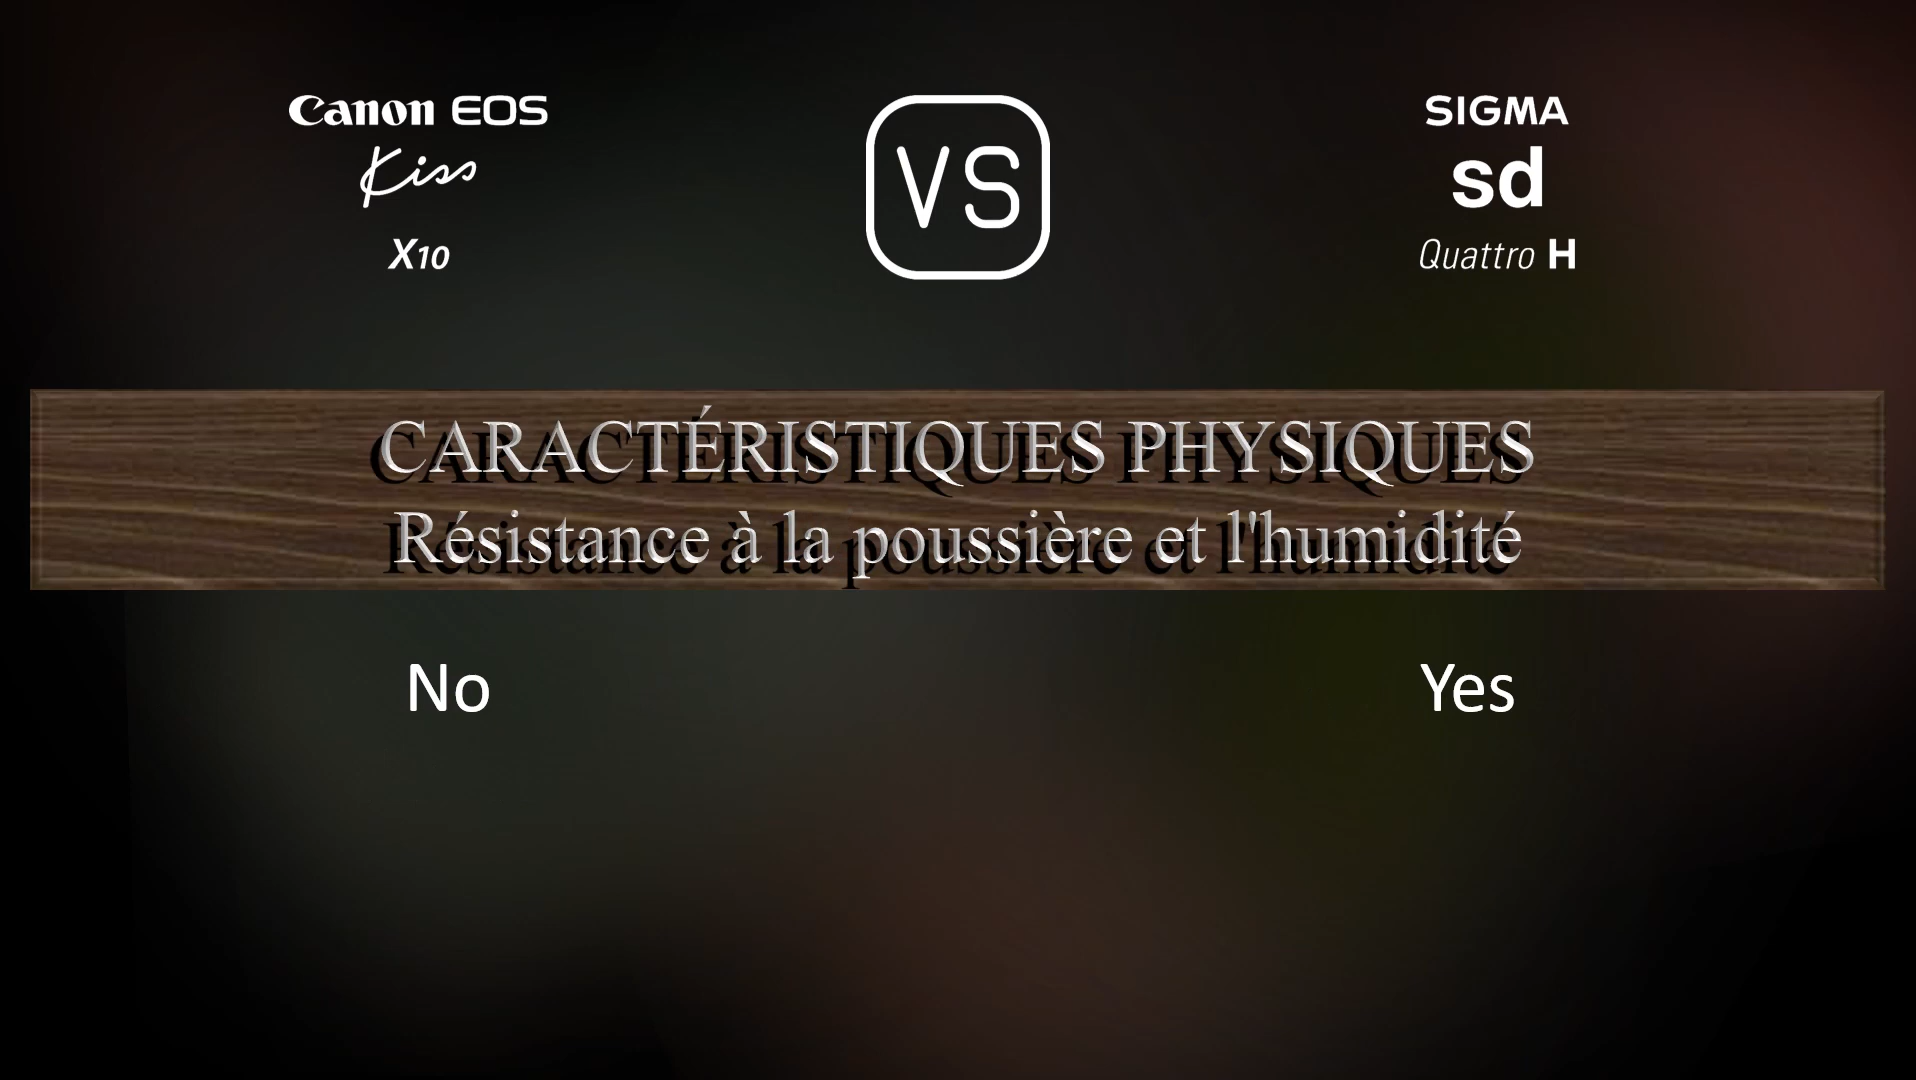 Canon EOS
Kiss
X10
VS
SIGMA
sd
Quattro H
CARACTÉRISTIQUES PHYSIQUES
Résistance à la poussière et l'humidité
No
Yes